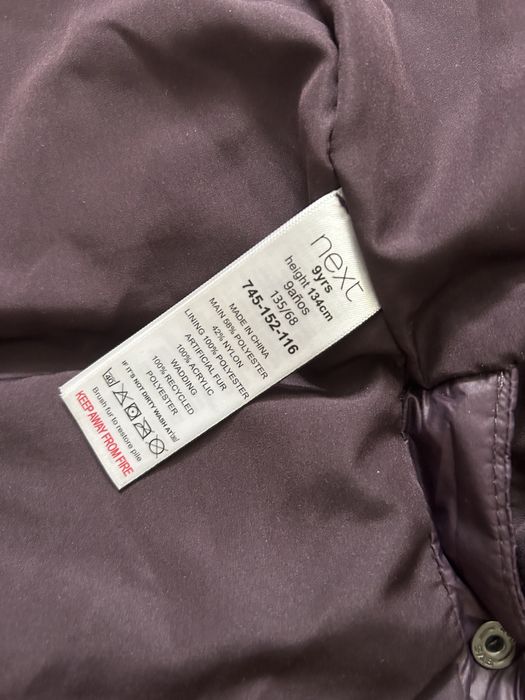 next
9yrs
height 134cm
9años
135/68
745-152-116
MADE IN CHINA
MAIN 58% POLYESTER
42% NYLON
LINING 100% POLYESTER
ARTIFICIAL FUR
100% ACRYLIC
WADDING
100% RECYCLED
POLYESTER
IF IT'S NOT DIRTY WASH AT
Brush fur to restore pile
KEEP AWAY FROM FIRE